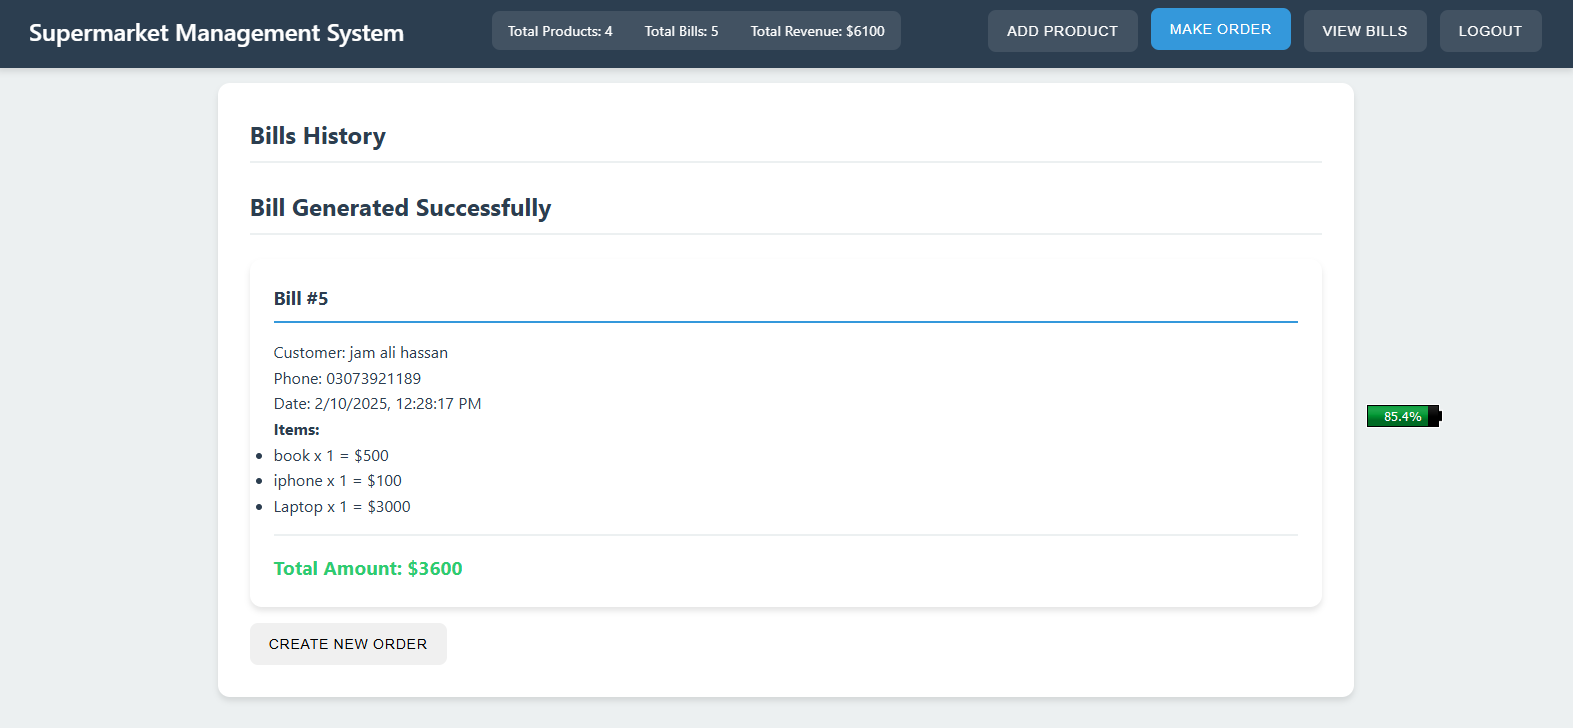 Supermarket Management System
Total Products: 4 Total Bills: 5 Total Revenue: $6100
ADD PRODUCT MAKE ORDER VIEW BILLS LOGOUT
Bills History
Bill Generated Successfully
Bill #5
Customer: jam ali hassan
Phone: 03073921189
Date: 2/10/2025, 12:28:17 PM
Items:
book x 1 = $500
iphone x 1 = $100
Laptop x 1 = $3000
Total Amount: $3600
CREATE NEW ORDER
85.4%